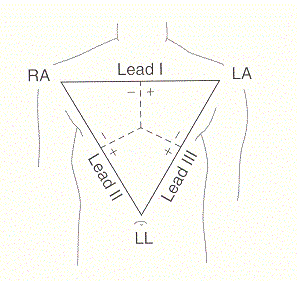 Lead I
RA
LA
− +
−
+
−
+
Lead II
Lead III
LL